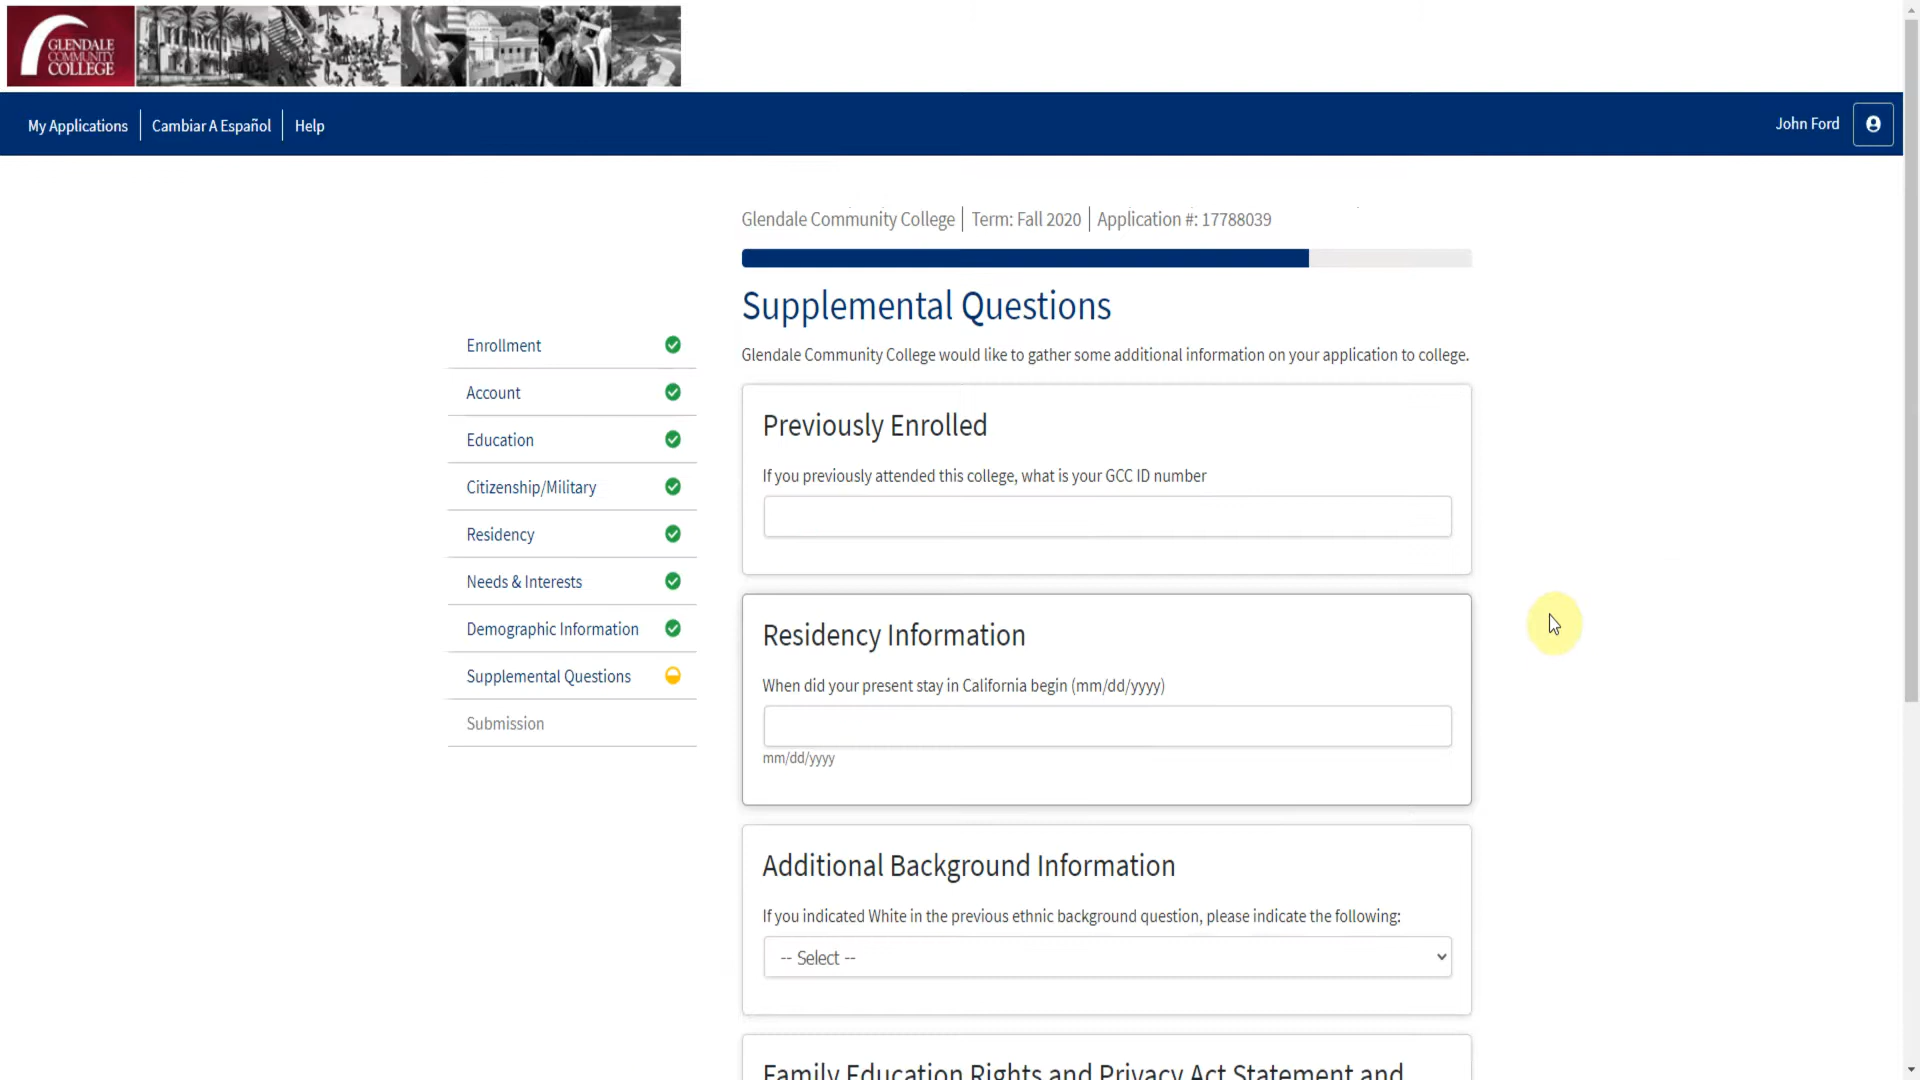 GLENDALE
COMMUNITY
COLLEGE
My Applications
Cambiar A Español
Help
John Ford
Glendale Community College | Term: Fall 2020 | Application #: 17788039
Supplemental Questions
Glendale Community College would like to gather some additional information on your application to college.
Enrollment
Account
Education
Citizenship/Military
Residency
Needs & Interests
Demographic Information
Supplemental Questions
Submission
Previously Enrolled
If you previously attended this college, what is your GCC ID number
Residency Information
When did your present stay in California begin (mm/dd/yyyy)
mm/dd/yyyy
Additional Background Information
If you indicated White in the previous ethnic background question, please indicate the following:
-- Select --
Family Education Rights and Privacy Act Statement and